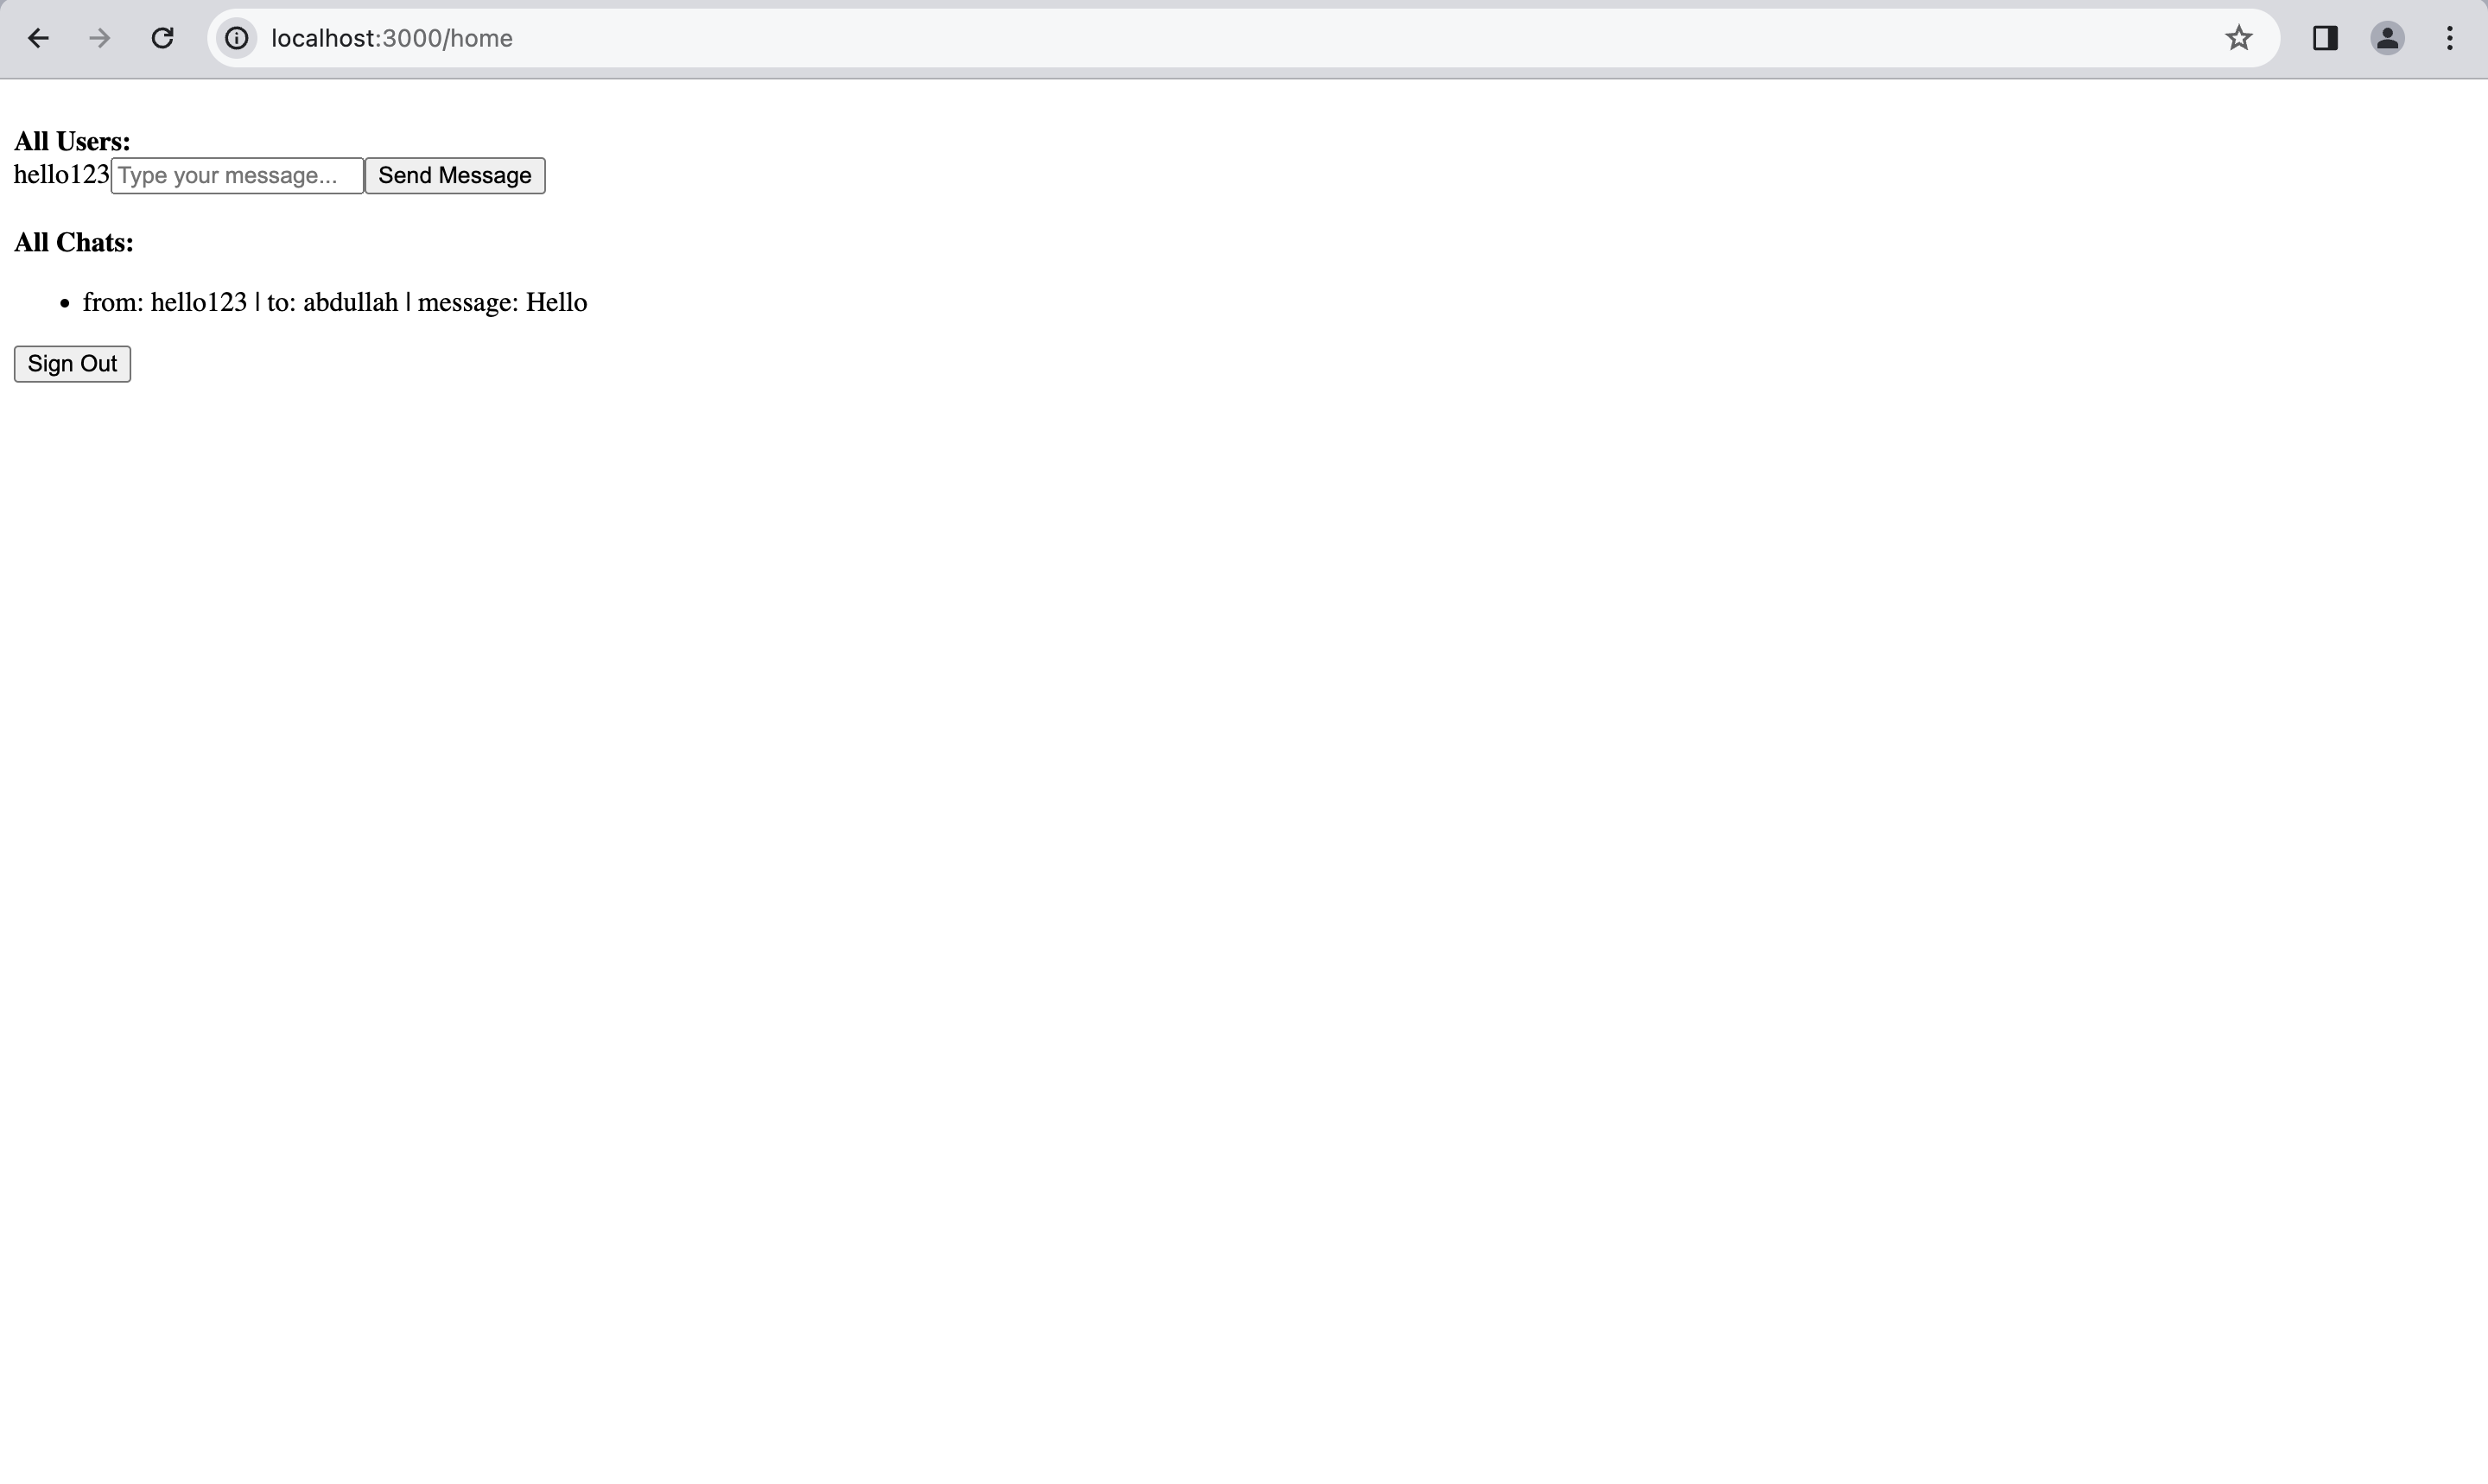 localhost:3000/home
All Users:
hello123 Type your message... Send Message
All Chats:
• from: hello123 | to: abdullah | message: Hello
Sign Out